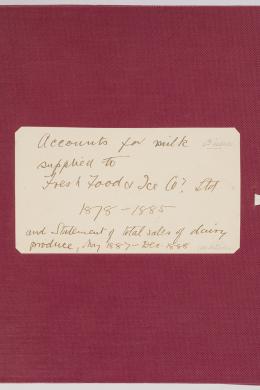 Accounts for milk
supplied to
Fresh Food & Ice Co? Ltd
1878 - 1885
and Statement of total sales of dairy
produce, July 1887 - Dec 1888